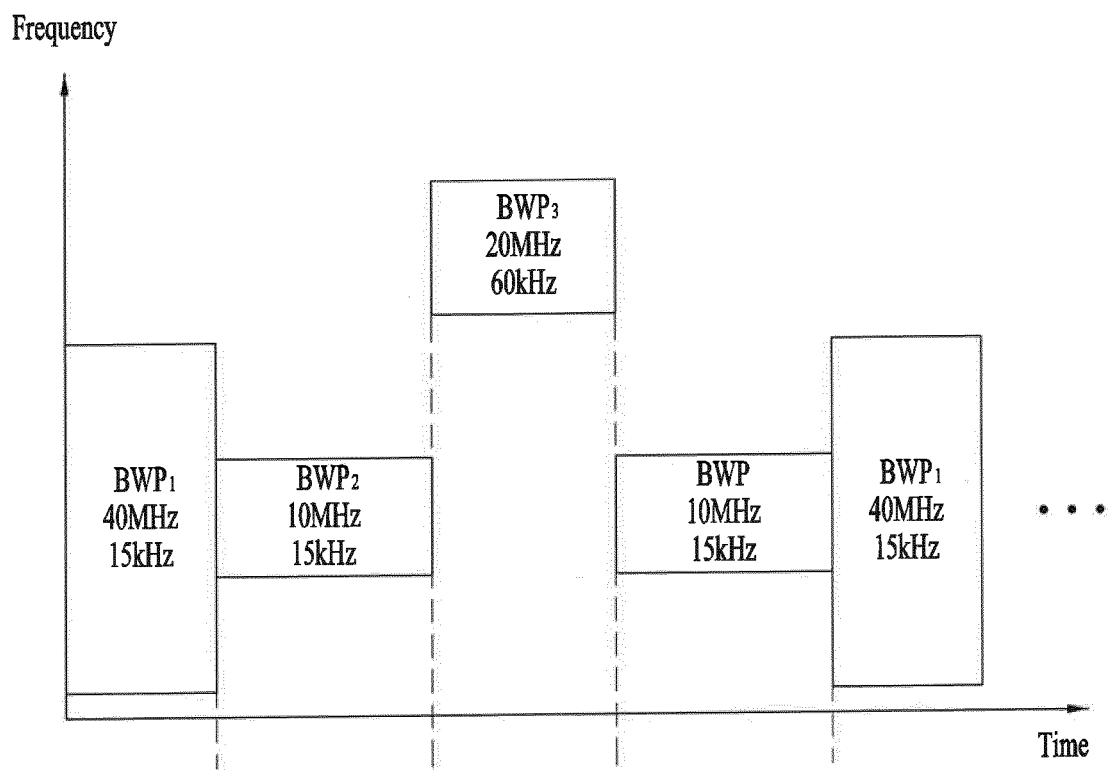 Frequency
BWP₃
20MHz
60kHz
BWP₁
40MHz
15kHz
BWP₂
10MHz
15kHz
BWP
10MHz
15kHz
BWP₁
40MHz
15kHz
Time